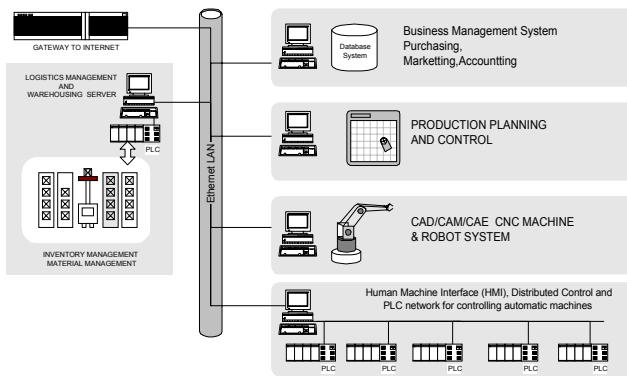 GATEWAY TO INTERNET
LOGISTICS MANAGEMENT
AND
WAREHOUSING SERVER
PLC
INVENTORY MANAGEMENT
MATERIAL MANAGEMENT
Ethernet LAN
Database
System
Business Management System
Purchasing,
Marketting,Accountting
PRODUCTION PLANNING
AND CONTROL
CAD/CAM/CAE CNC MACHINE
& ROBOT SYSTEM
Human Machine Interface (HMI), Distributed Control and
PLC network for controlling automatic machines
PLC
PLC
PLC
PLC
PLC